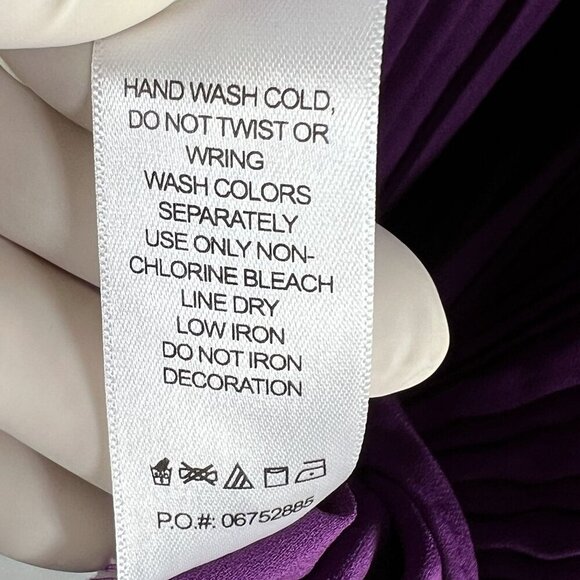 HAND WASH COLD,
DO NOT TWIST OR
WRING
WASH COLORS
SEPARATELY
USE ONLY NON-
CHLORINE BLEACH
LINE DRY
LOW IRON
DO NOT IRON
DECORATION
P.O.#: 06752885